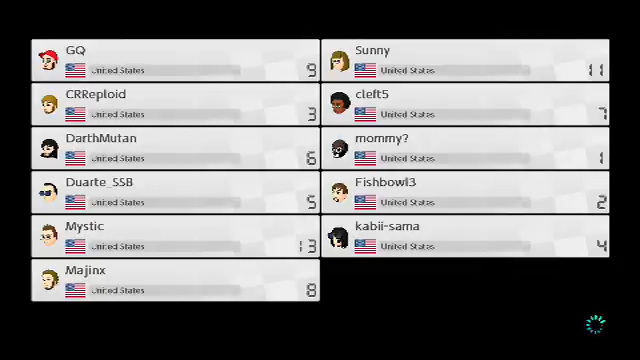 GQ
United States 9
Sunny
United States 11
CRReploid
United States 3
cleft5
United States 7
DarthMutan
United States 6
mommy?
United States 1
Duarte_SSB
United States 5
Fishbowl3
United States 2
Mystic
United States 13
kabii-sama
United States 4
Majinx
United States 8